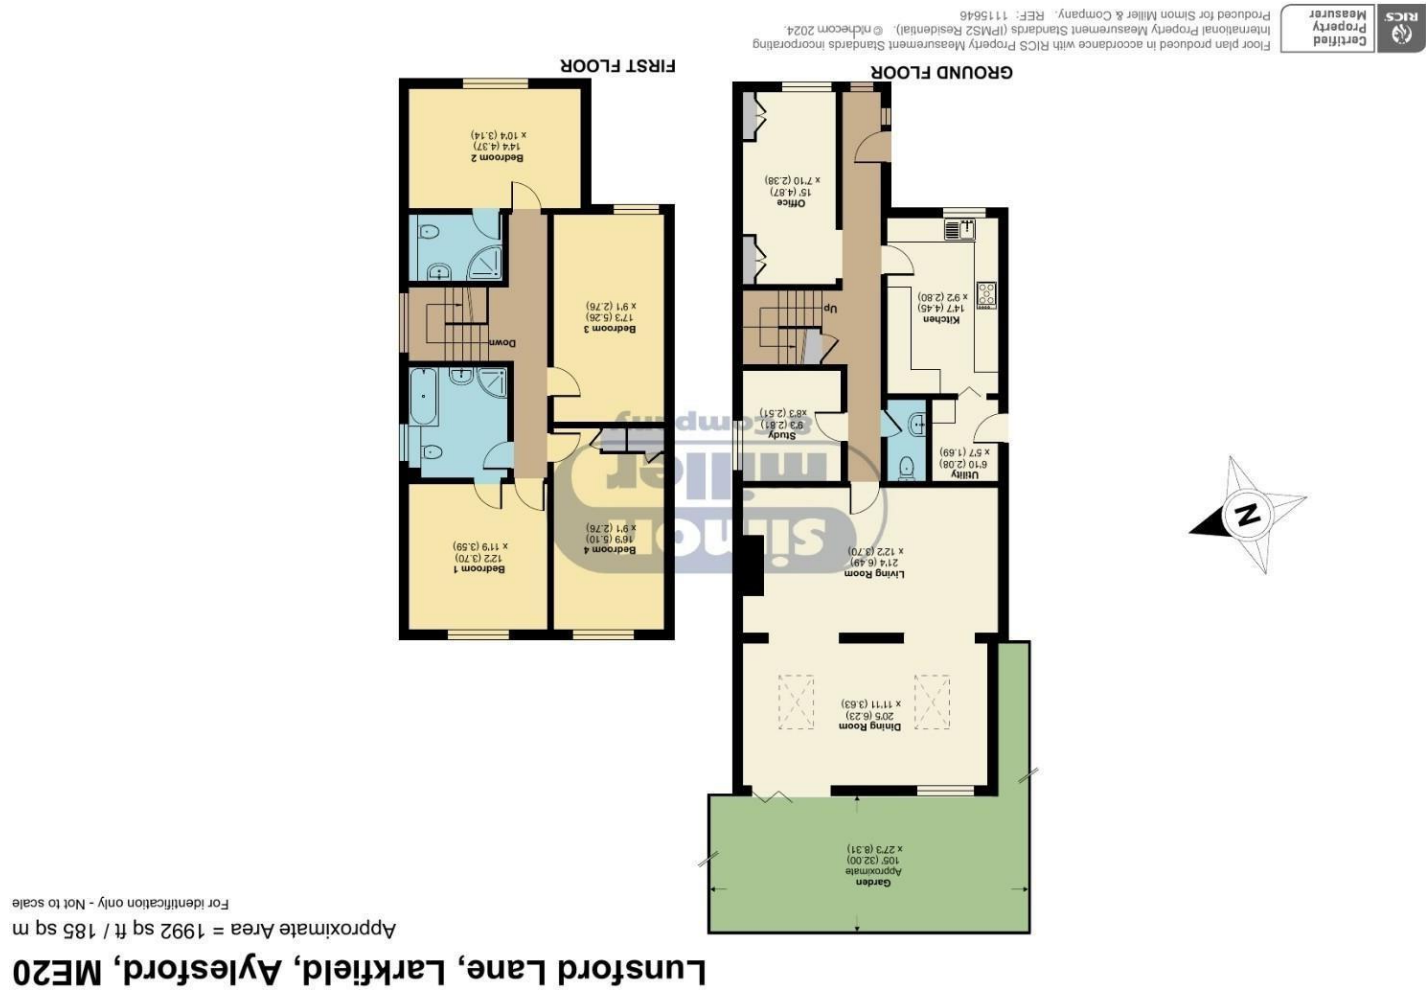 Lunsford Lane, Larkfield, Aylesford, ME20
Approximate Area = 1992 sq ft / 185 sq m
For identification only - Not to scale
Garden
Approximate
105' (32.00)
x 27'3 (8.31)
Dining Room
20'5 (6.23)
x 11'11 (3.63)
Living Room
21'4 (6.49)
x 12'2 (3.70)
Utility
6'10 (2.08)
x 5'7 (1.69)
Study
9'3 (2.81)
x8'3 (2.51)
Kitchen
14'7 (4.45)
x 9'2 (2.80)
Up
Office
15' (4.87)
x 7'10 (2.38)
GROUND FLOOR
Bedroom 4
16'9 (5.10)
x 9'1 (2.76)
Bedroom 1
12'2 (3.70)
x 11'9 (3.59)
Down
Bedroom 3
17'3 (5.26)
x 9'1 (2.76)
Bedroom 2
14'4 (4.37)
x 10'4 (3.14)
FIRST FLOOR
N
simon
miller
& company
RICS
Certified
Property
Measurer
Floor plan produced in accordance with RICS Property Measurement Standards incorporating
International Property Measurement Standards (IPMS2 Residential). © nichecom 2024.
Produced for Simon Miller & Company. REF: 1115646